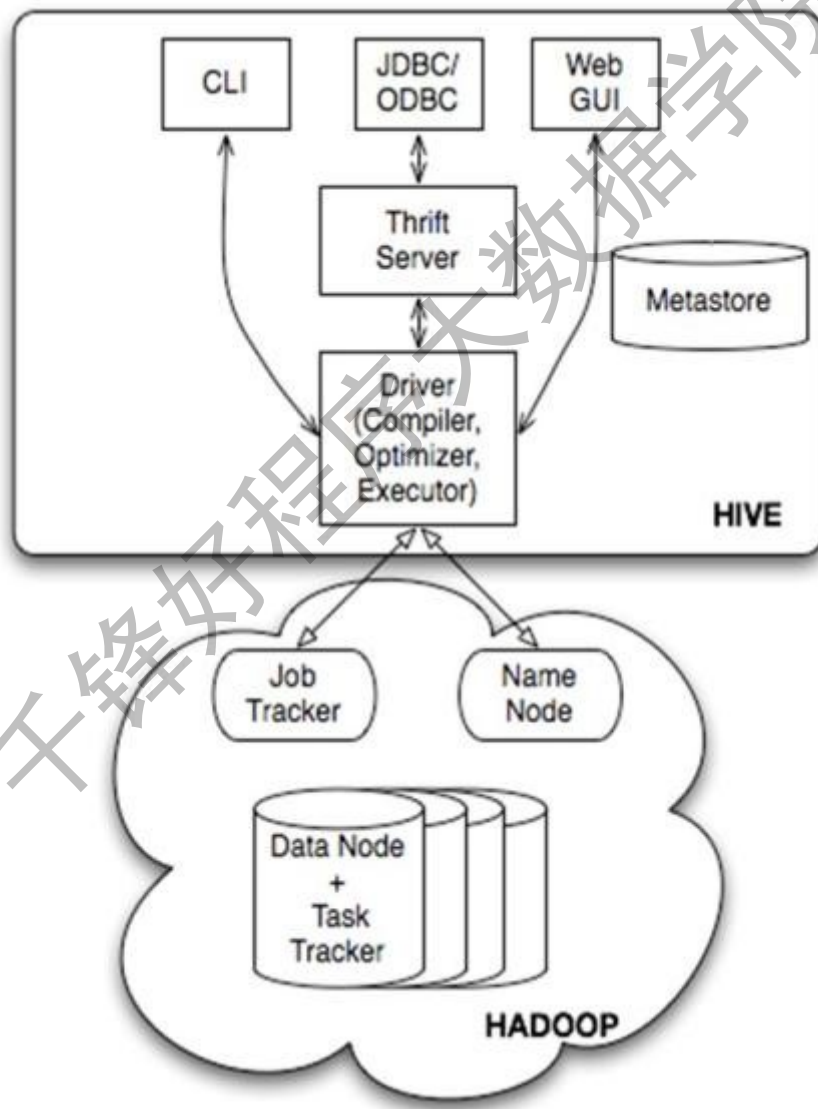 CLI
JDBC/
ODBC
Web
GUI
Thrift
Server
Metastore
Driver
(Compiler,
Optimizer,
Executor)
HIVE
Job
Tracker
Name
Node
Data Node
+
Task
Tracker
HADOOP
千锋好程序大数据学院